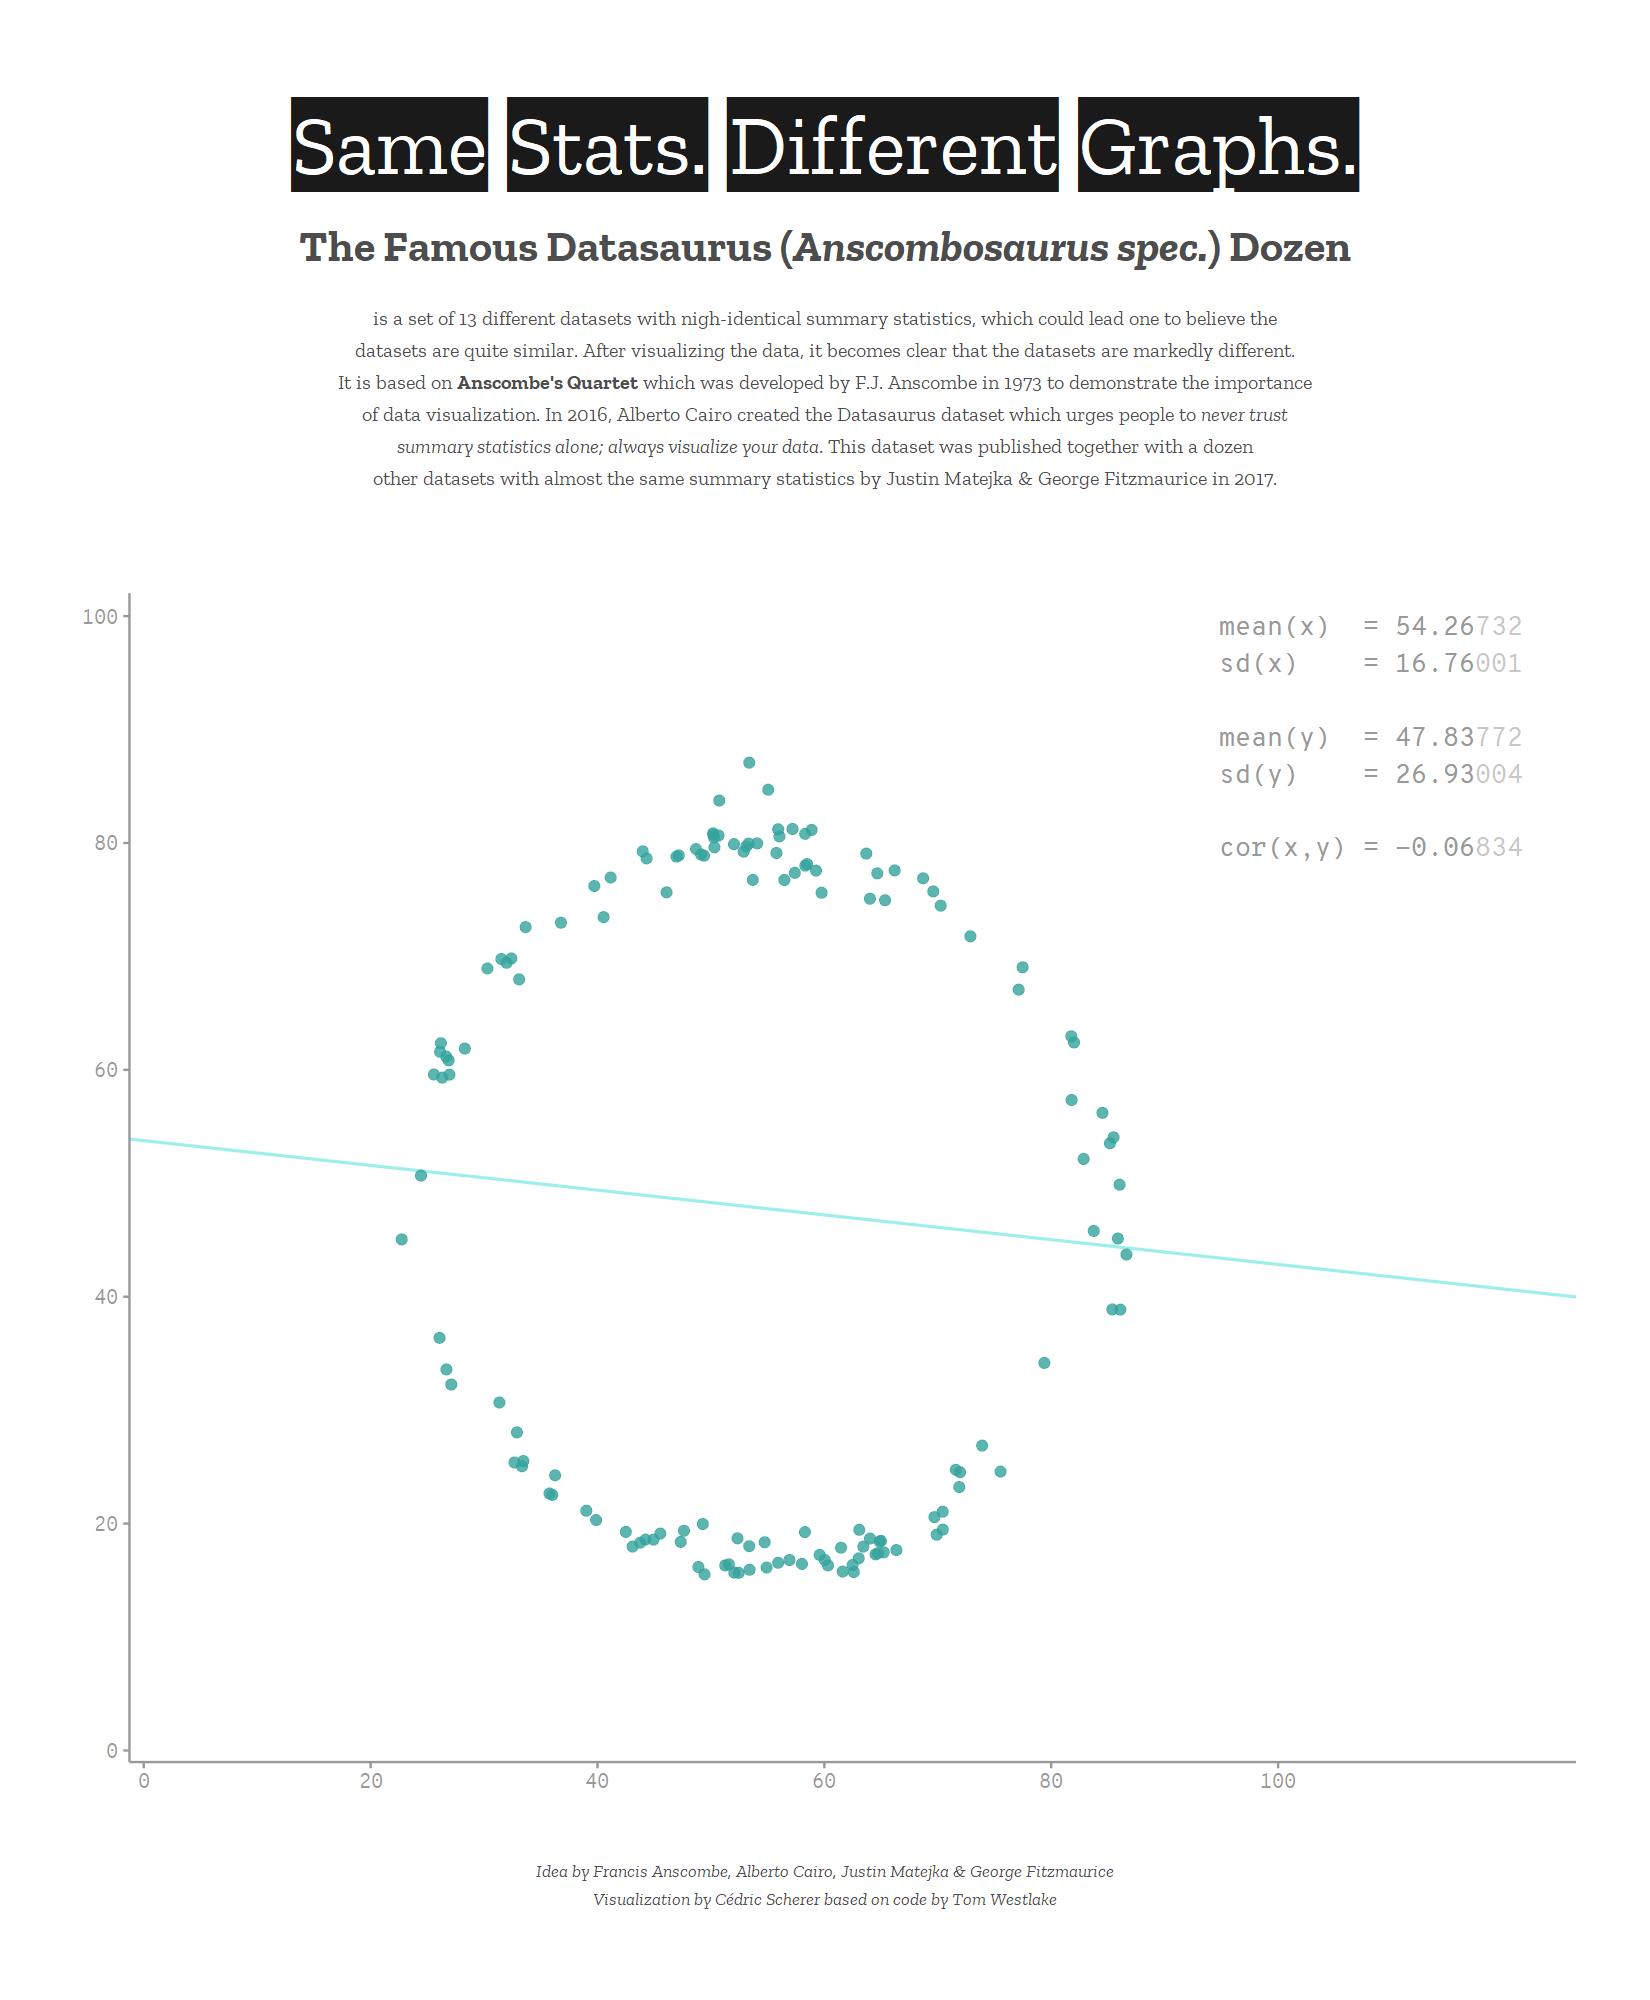 Same Stats. Different Graphs.
The Famous Datasaurus (Anscombosaurus spec.) Dozen
is a set of 13 different datasets with nigh-identical summary statistics, which could lead one to believe the
datasets are quite similar. After visualizing the data, it becomes clear that the datasets are markedly different.
It is based on Anscombe's Quartet which was developed by F.J. Anscombe in 1973 to demonstrate the importance
of data visualization. In 2016, Alberto Cairo created the Datasaurus dataset which urges people to never trust
summary statistics alone; always visualize your data. This dataset was published together with a dozen
other datasets with almost the same summary statistics by Justin Matejka & George Fitzmaurice in 2017.
mean(x) = 54.26732
sd(x) = 16.76001
mean(y) = 47.83772
sd(y) = 26.93004
cor(x,y) = −0.06834
100
80
60
40
20
0
0 20 40 60 80 100
Idea by Francis Anscombe, Alberto Cairo, Justin Matejka & George Fitzmaurice
Visualization by Cédric Scherer based on code by Tom Westlake